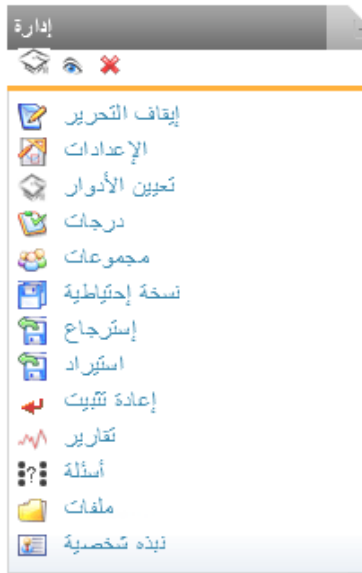 إدارة
إيقاف التحرير
الإعدادات
تعيين الأدوار
درجات
مجموعات
نسخة إحتياطية
إسترجاع
استيراد
إعادة تثبيت
تقارير
أسئلة
ملفات
نبذه شخصية